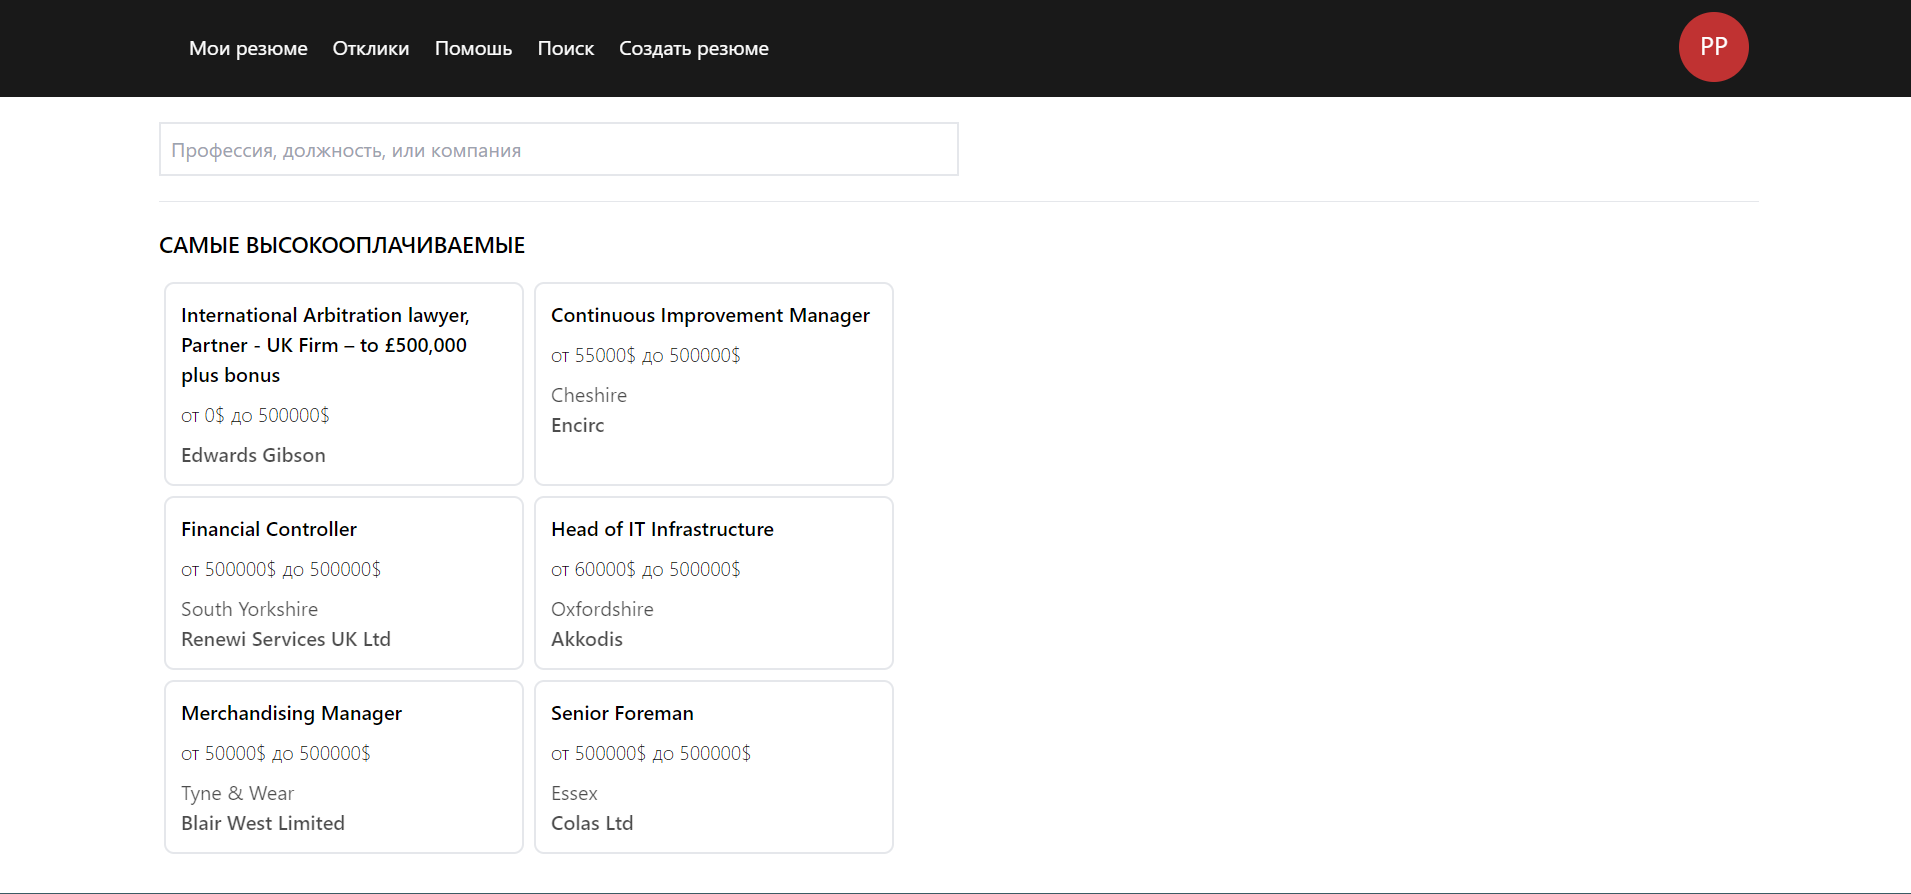 Мои резюме Отклики Помошь Поиск Создать резюме PP
Профессия, должность, или компания
САМЫЕ ВЫСОКООПЛАЧИВАЕМЫЕ
International Arbitration lawyer,
Partner - UK Firm – to £500,000
plus bonus
от 0$ до 500000$
Edwards Gibson
Continuous Improvement Manager
от 55000$ до 500000$
Cheshire
Encirc
Financial Controller
от 500000$ до 500000$
South Yorkshire
Renewi Services UK Ltd
Head of IT Infrastructure
от 60000$ до 500000$
Oxfordshire
Akkodis
Merchandising Manager
от 50000$ до 500000$
Tyne & Wear
Blair West Limited
Senior Foreman
от 500000$ до 500000$
Essex
Colas Ltd